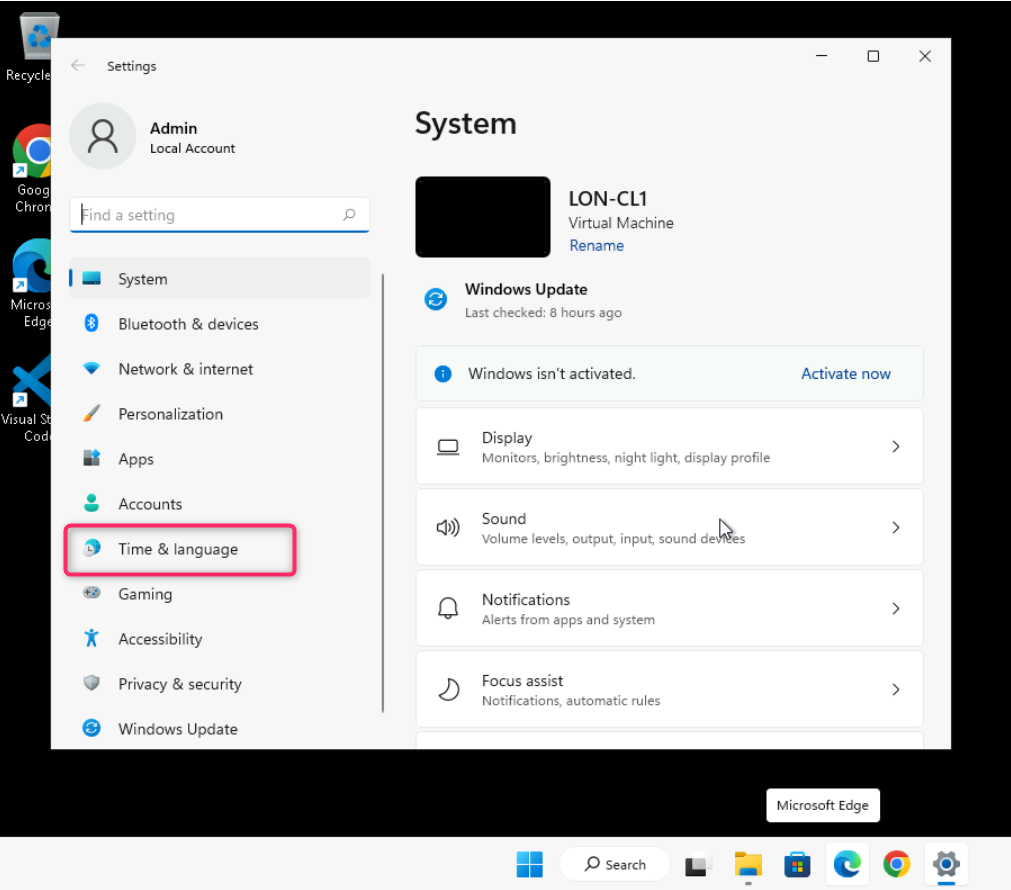 Recycle
Goog
Chron
Micros
Edge
Visual St
Code
Settings
Admin
Local Account
Find a setting
System
Bluetooth & devices
Network & internet
Personalization
Apps
Accounts
Time & language
Gaming
Accessibility
Privacy & security
Windows Update
System
LON-CL1
Virtual Machine
Rename
Windows Update
Last checked: 8 hours ago
Windows isn't activated.
Activate now
Display
Monitors, brightness, night light, display profile
Sound
Volume levels, output, input, sound devices
Notifications
Alerts from apps and system
Focus assist
Notifications, automatic rules
Microsoft Edge
Search